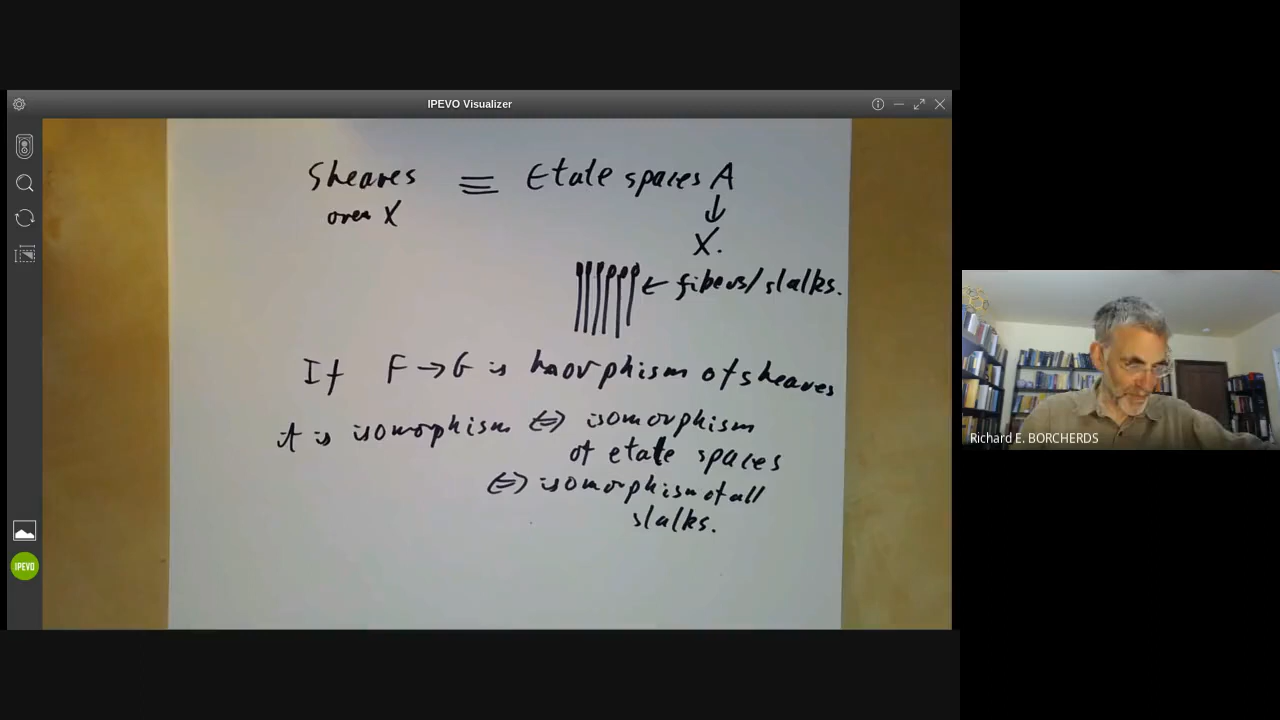 IPEVO Visualizer
Sheaves ≡ Etale spaces A
over X ↓
X.
← fibers/stalks.
If F → G is morphism of sheaves
it is isomorphism ⇔ isomorphism
of etale spaces
⇔ isomorphism of all
stalks.
Richard E. BORCHERDS
IPEVO